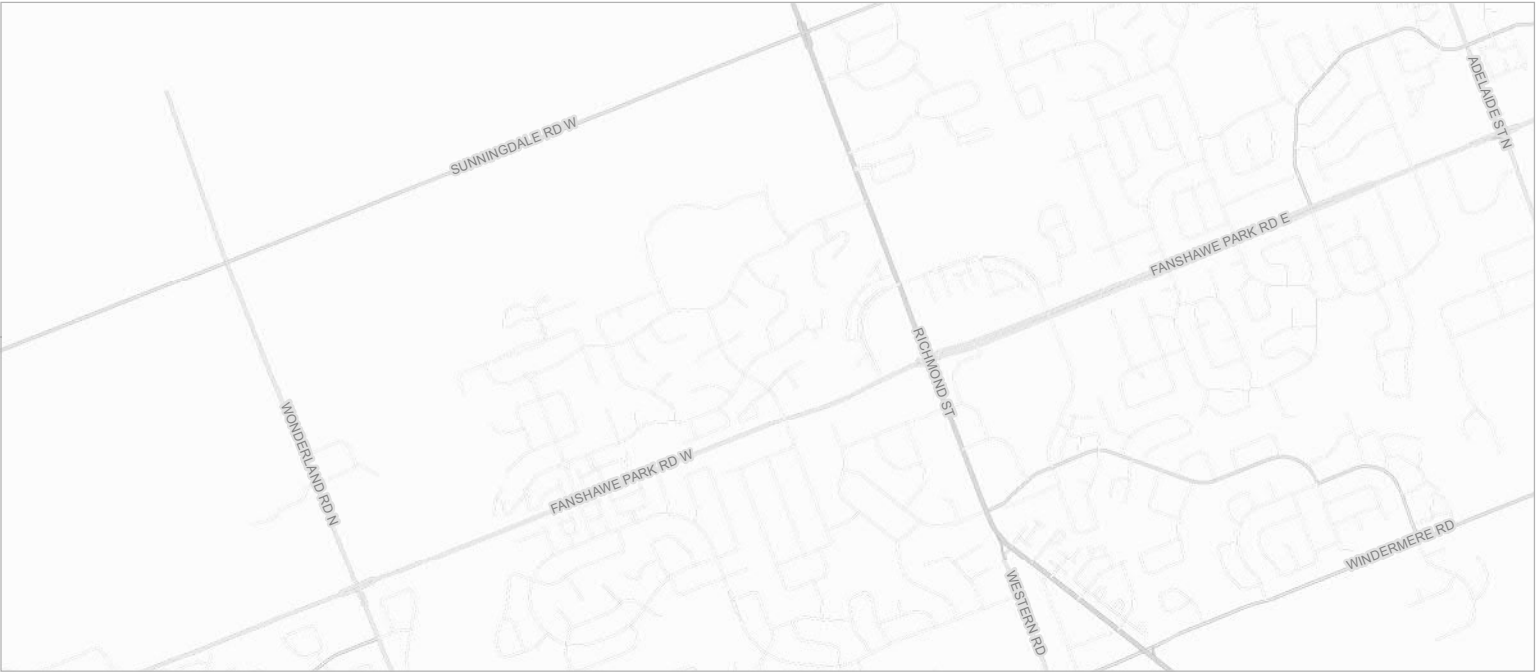 ADELAIDE ST N
SUNNINGDALE RD W
FANSHAWE PARK RD E
RICHMOND ST
WONDERLAND RD N
FANSHAWE PARK RD W
WINDERMERE RD
WESTERN RD